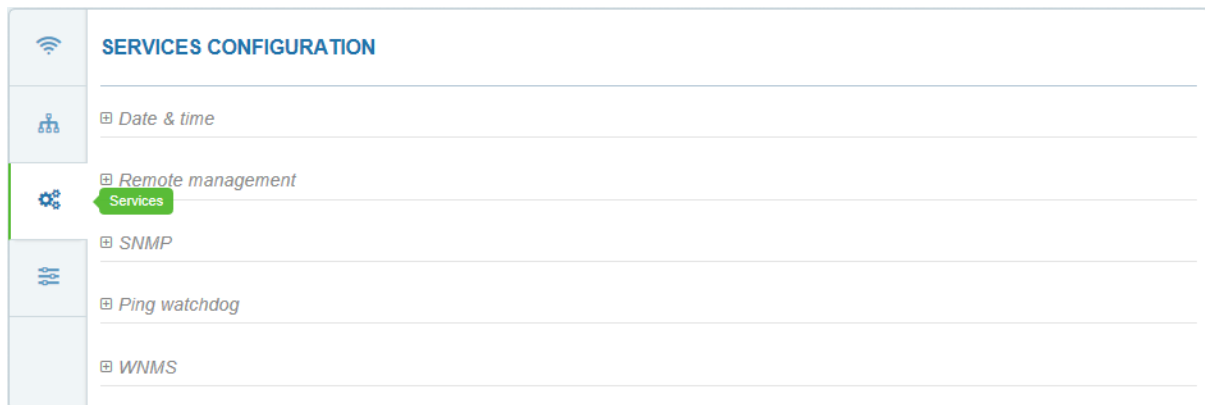 SERVICES CONFIGURATION
Date & time
Remote management
Services
SNMP
Ping watchdog
WNMS